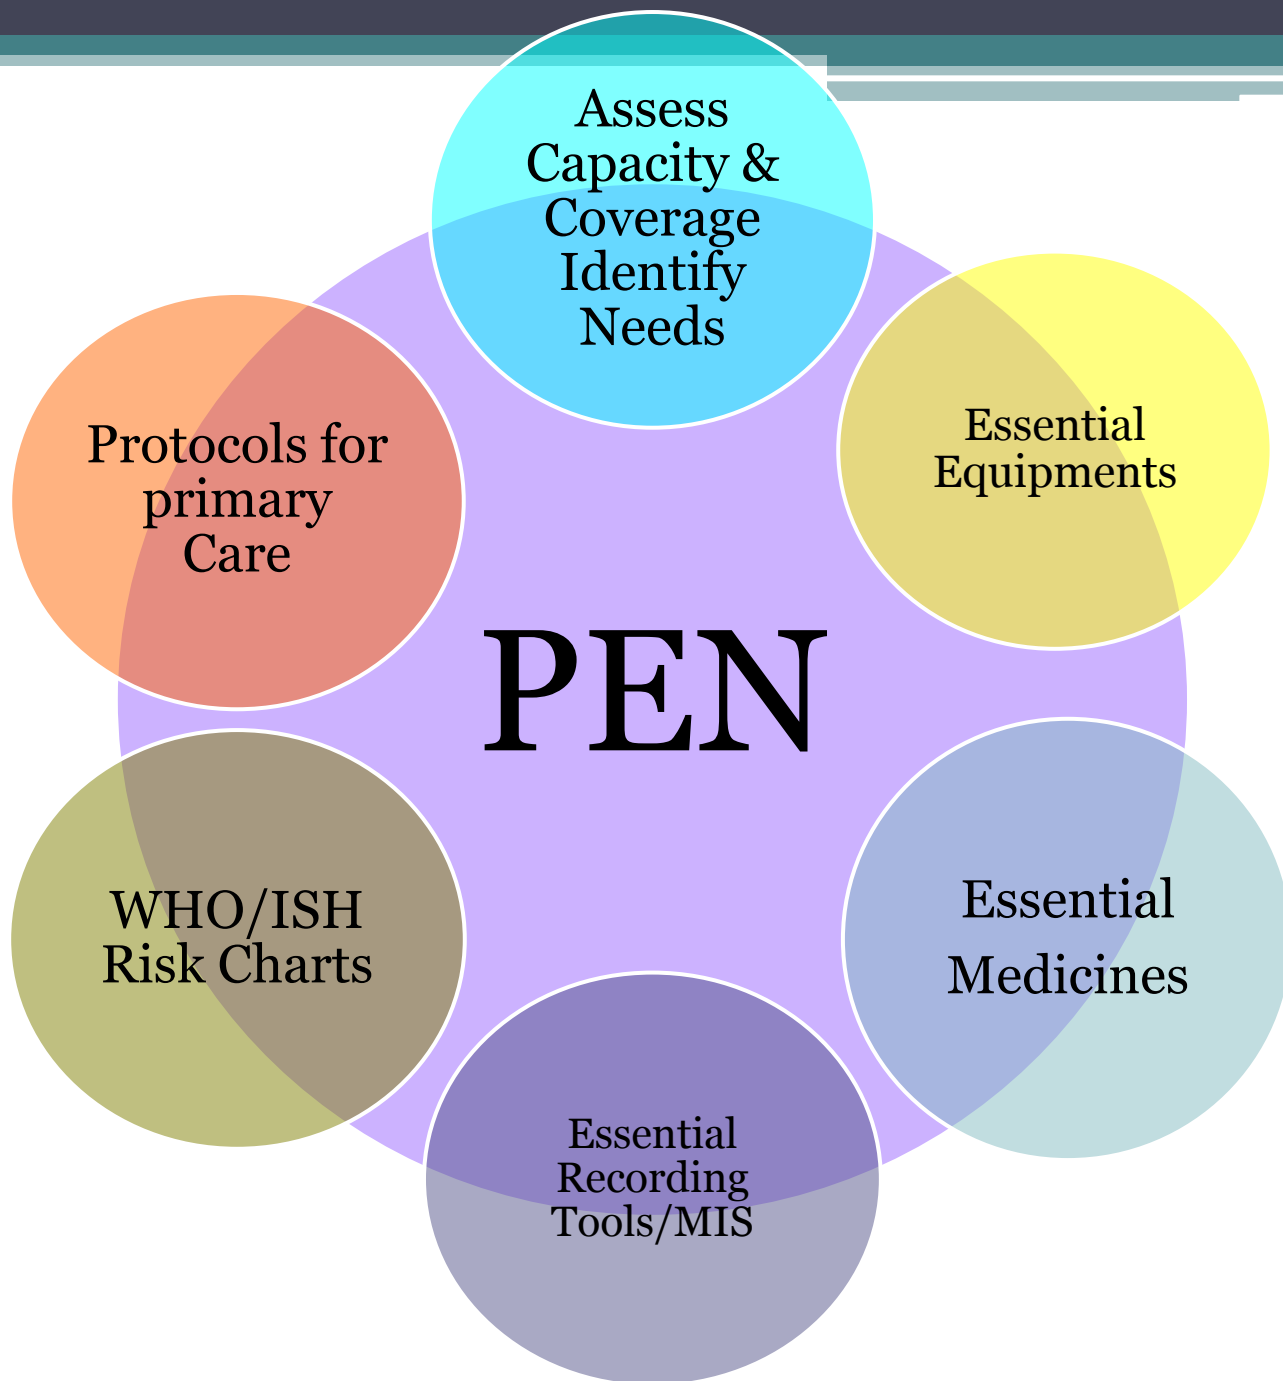 Assess
Capacity &
Coverage
Identify
Needs
Essential
Equipments
Protocols for
primary
Care
PEN
Essential
Medicines
WHO/ISH
Risk Charts
Essential
Recording
Tools/MIS